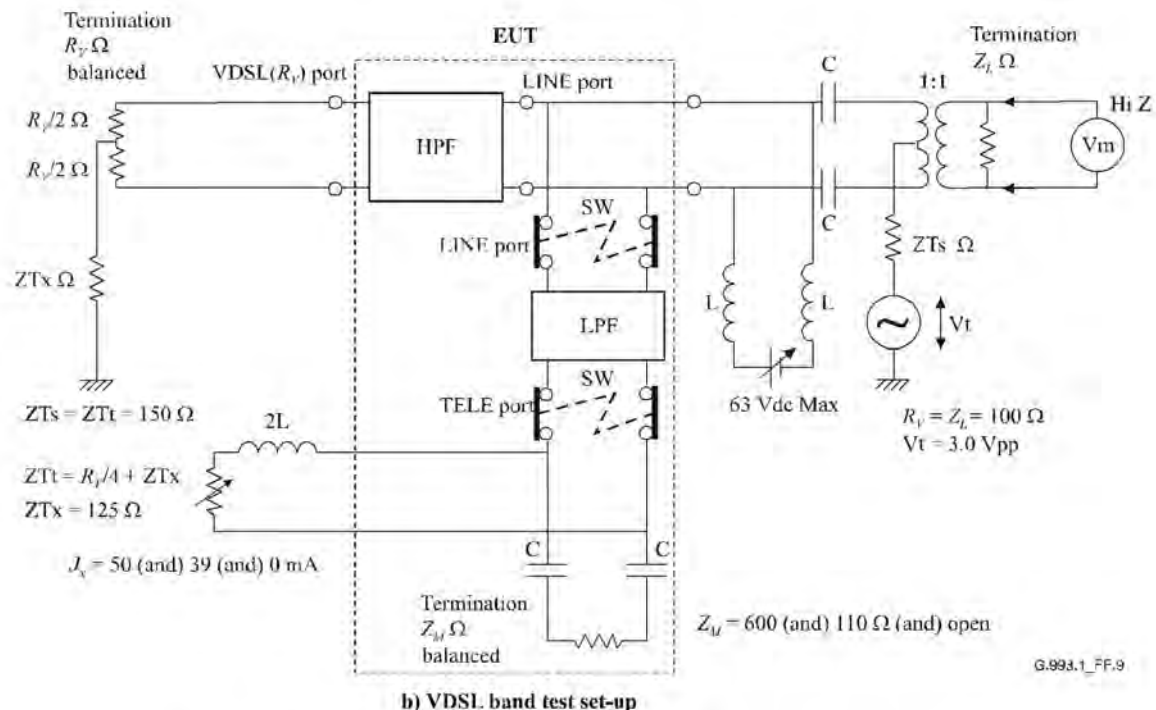 Termination
R_V Ω
balanced
EUT
Termination
Z_L Ω
VDSL(R_V) port
LINE port
C
1:1
Hi Z
R_V/2 Ω
R_V/2 Ω
HPF
Vm
C
SW
LINE port
ZTs Ω
ZTx Ω
L
L
LPF
Vt
SW
63 Vdc Max
TELE port
ZTs = ZTt = 150 Ω
R_V = Z_L = 100 Ω
Vt = 3.0 Vpp
2L
ZTt = R_V/4 + ZTx
ZTx = 125 Ω
C
C
J_x = 50 (and) 39 (and) 0 mA
Termination
Z_M Ω
balanced
Z_M = 600 (and) 110 Ω (and) open
G.993.1_FF.9
b) VDSL band test set-up